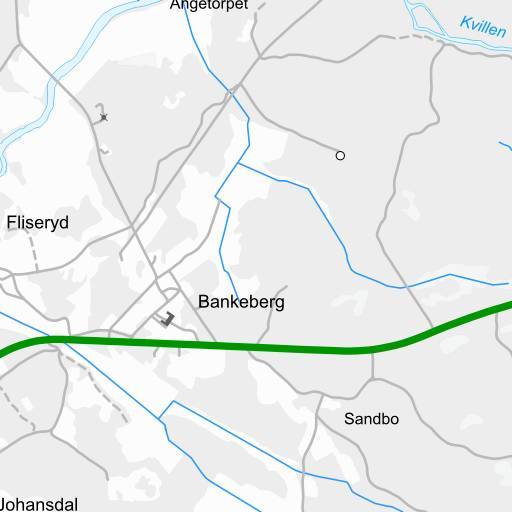 Angetorpet
Kvillen
Fliseryd
Bankeberg
Sandbo
Johansdal